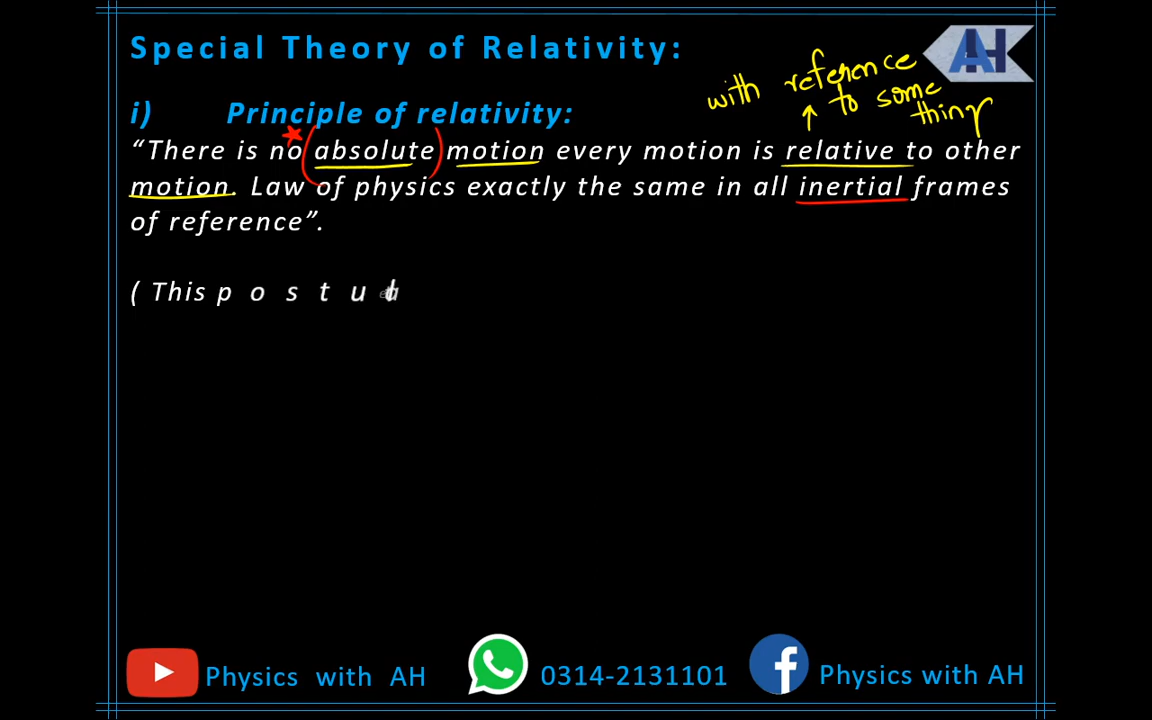 Special Theory of Relativity:
AH
with reference
to some
thing
i) Principle of relativity:
“There is no (absolute) motion every motion is relative to other
motion. Law of physics exactly the same in all inertial frames
of reference”.
( This p o s t u
Physics with AH
0314-2131101
Physics with AH